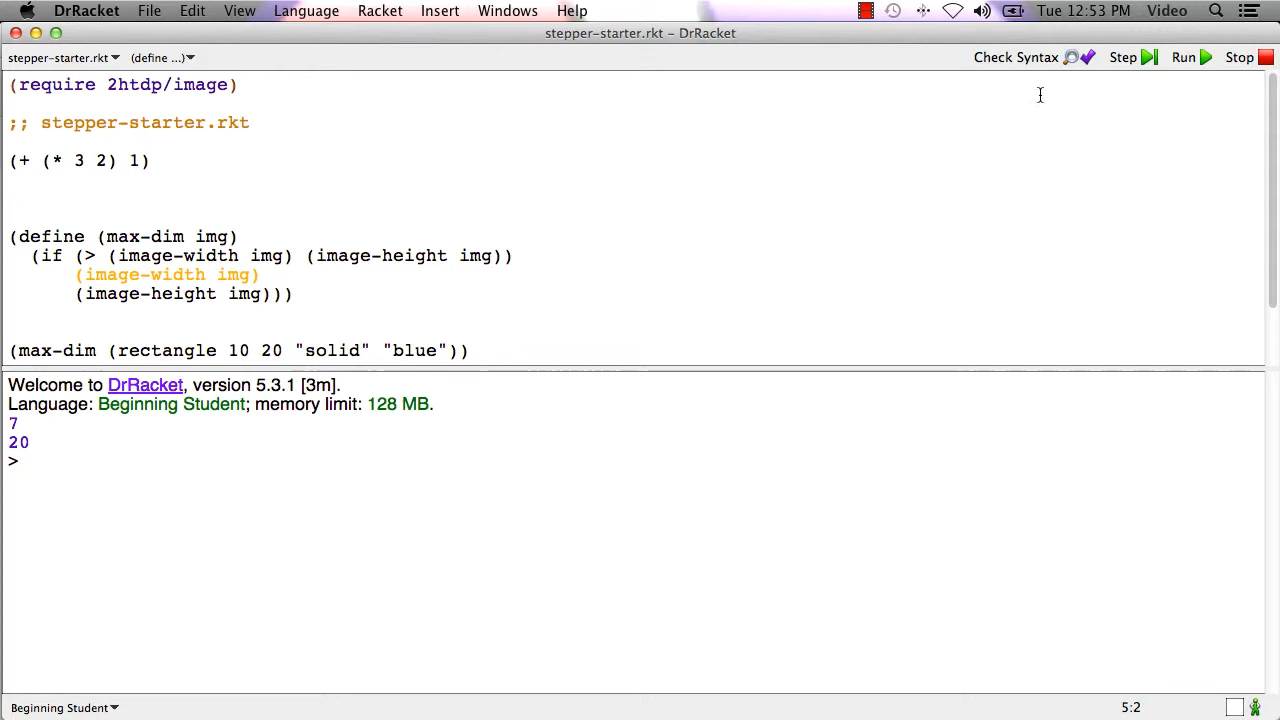 DrRacket File Edit View Language Racket Insert Windows Help Tue 12:53 PM Video
stepper-starter.rkt - DrRacket
stepper-starter.rkt (define ...) Check Syntax Step Run Stop
(require 2htdp/image)
;; stepper-starter.rkt
(+ (* 3 2) 1)
(define (max-dim img)
(if (> (image-width img) (image-height img))
(image-width img)
(image-height img)))
(max-dim (rectangle 10 20 "solid" "blue"))
Welcome to DrRacket, version 5.3.1 [3m].
Language: Beginning Student; memory limit: 128 MB.
7
20
>
Beginning Student 5:2